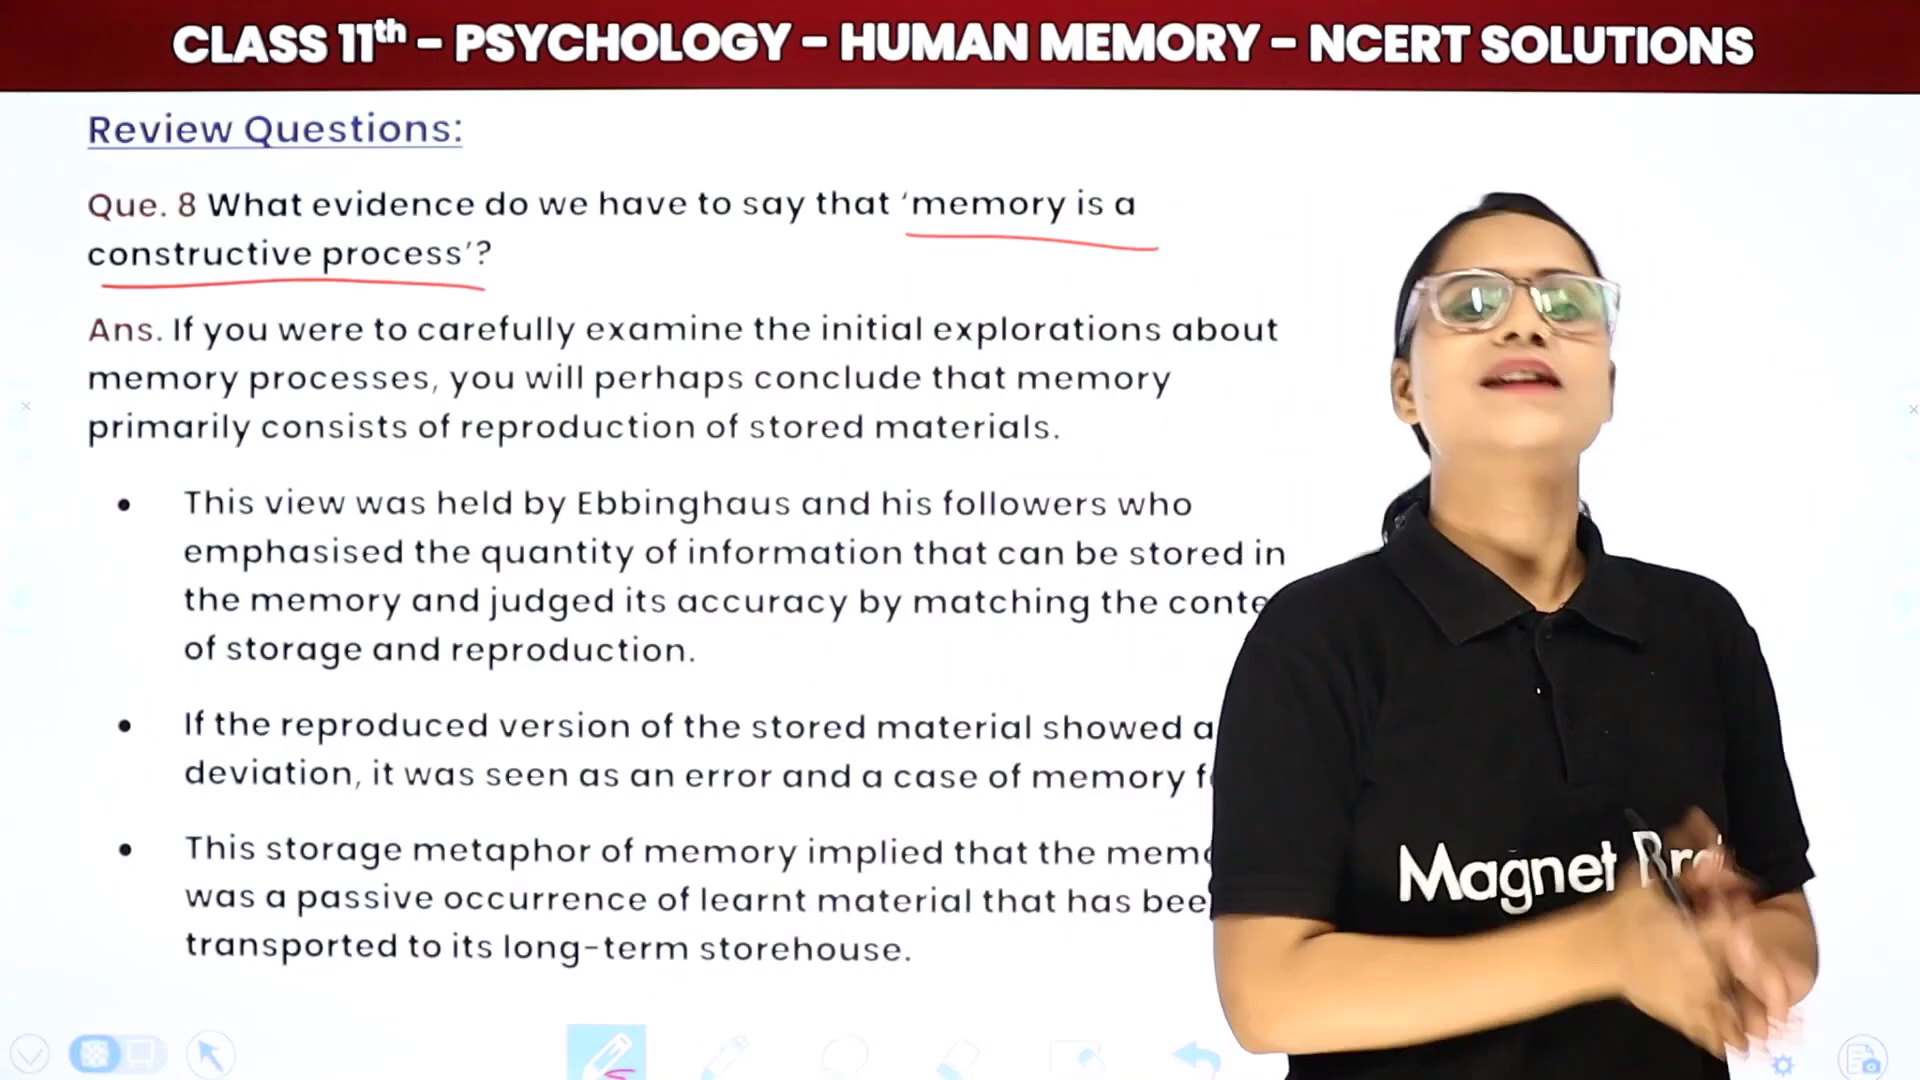 CLASS 11th – PSYCHOLOGY – HUMAN MEMORY – NCERT SOLUTIONS
Review Questions:
Que. 8 What evidence do we have to say that ‘memory is a
constructive process’?
Ans. If you were to carefully examine the initial explorations about
memory processes, you will perhaps conclude that memory
primarily consists of reproduction of stored materials.
• This view was held by Ebbinghaus and his followers who
emphasised the quantity of information that can be stored in
the memory and judged its accuracy by matching the
of storage and reproduction.
• If the reproduced version of the stored material showed
deviation, it was seen as an error and a case of memory
• This storage metaphor of memory implied that the
was a passive occurrence of learnt material that has
transported to its long-term storehouse.
Magnet